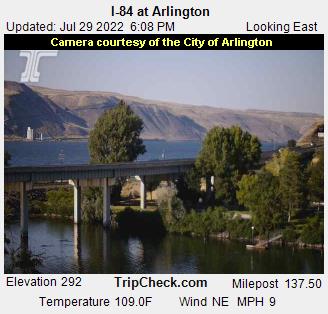 I-84 at Arlington
Updated: Jul 29 2022 6:08 PM Looking East
Camera courtesy of the City of Arlington
Elevation 292 TripCheck.com Milepost 137.50
Temperature 109.0F Wind NE MPH 9